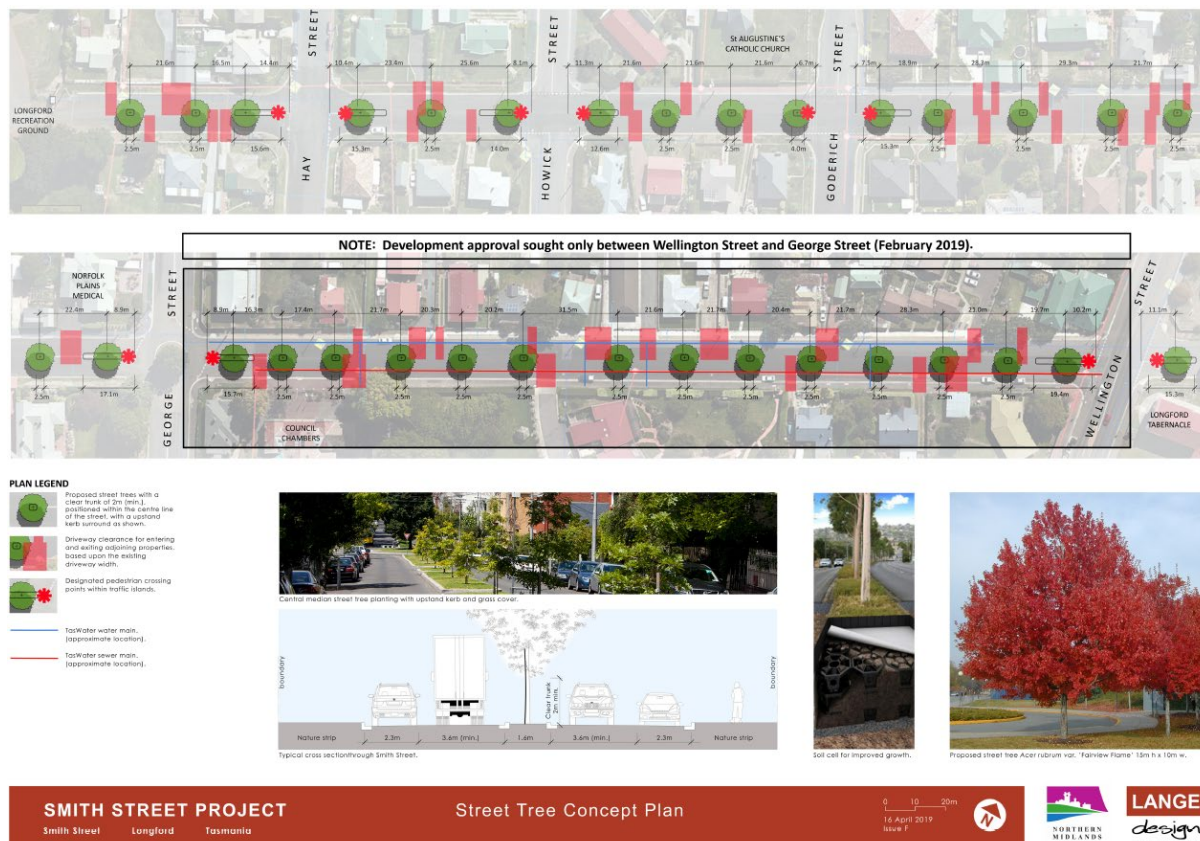 STREET
STREET
STREET
St AUGUSTINE'S
CATHOLIC CHURCH
21.6m 16.5m 14.4m 10.4m 23.4m 25.6m 8.1m 11.3m 21.6m 21.6m 21.6m 6.7m 7.5m 18.9m 28.2m 29.3m 21.7m
LONGFORD
RECREATION
GROUND
2.5m 2.5m 15.6m 15.3m 2.5m 14.0m 12.6m 2.5m 2.5m 4.0m 15.3m 2.5m 2.5m 2.5m 2.5m
HAY
HOWICK
GODERICH
NOTE: Development approval sought only between Wellington Street and George Street (February 2019).
NORFOLK
PLAINS
MEDICAL
STREET
STREET
22.4m 8.9m 16.3m 17.4m 21.7m 20.3m 20.2m 31.5m 21.6m 21.7m 20.4m 21.7m 28.3m 23.0m 19.7m 10.2m 11.1m
2.5m 17.1m 15.7m 2.5m 2.5m 2.5m 2.5m 2.5m 2.5m 2.5m 2.5m 2.5m 2.5m 2.5m 19.4m 15.3m
GEORGE
COUNCIL
CHAMBERS
WELLINGTON
LONGFORD
TABERNACLE
PLAN LEGEND
Proposed street trees with a
clear trunk of 2m (min.),
positioned within the centre line
of the street, with a upstand
kerb surround as shown.
Driveway clearance for entering
and exiting adjoining properties,
based upon the existing
driveway width.
Designated pedestrian crossing
points within traffic islands.
TasWater water main.
(approximate location).
TasWater sewer main.
(approximate location).
Central median street tree planting with upstand kerb and grass cover.
boundary
Clear trunk
2m min.
boundary
Nature strip 2.3m 3.6m (min.) 1.6m 3.6m (min.) 2.3m Nature strip
Typical cross sectionthrough Smith Street.
Soil cell for improved growth.
Proposed street tree Acer rubrum var. 'Fairview Flame' 15m h x 10m w.
SMITH STREET PROJECT
Smith Street Longford Tasmania
Street Tree Concept Plan
0 10 20m
16 April 2019
Issue F
N
NORTHERN
MIDLANDS
LANGE
design